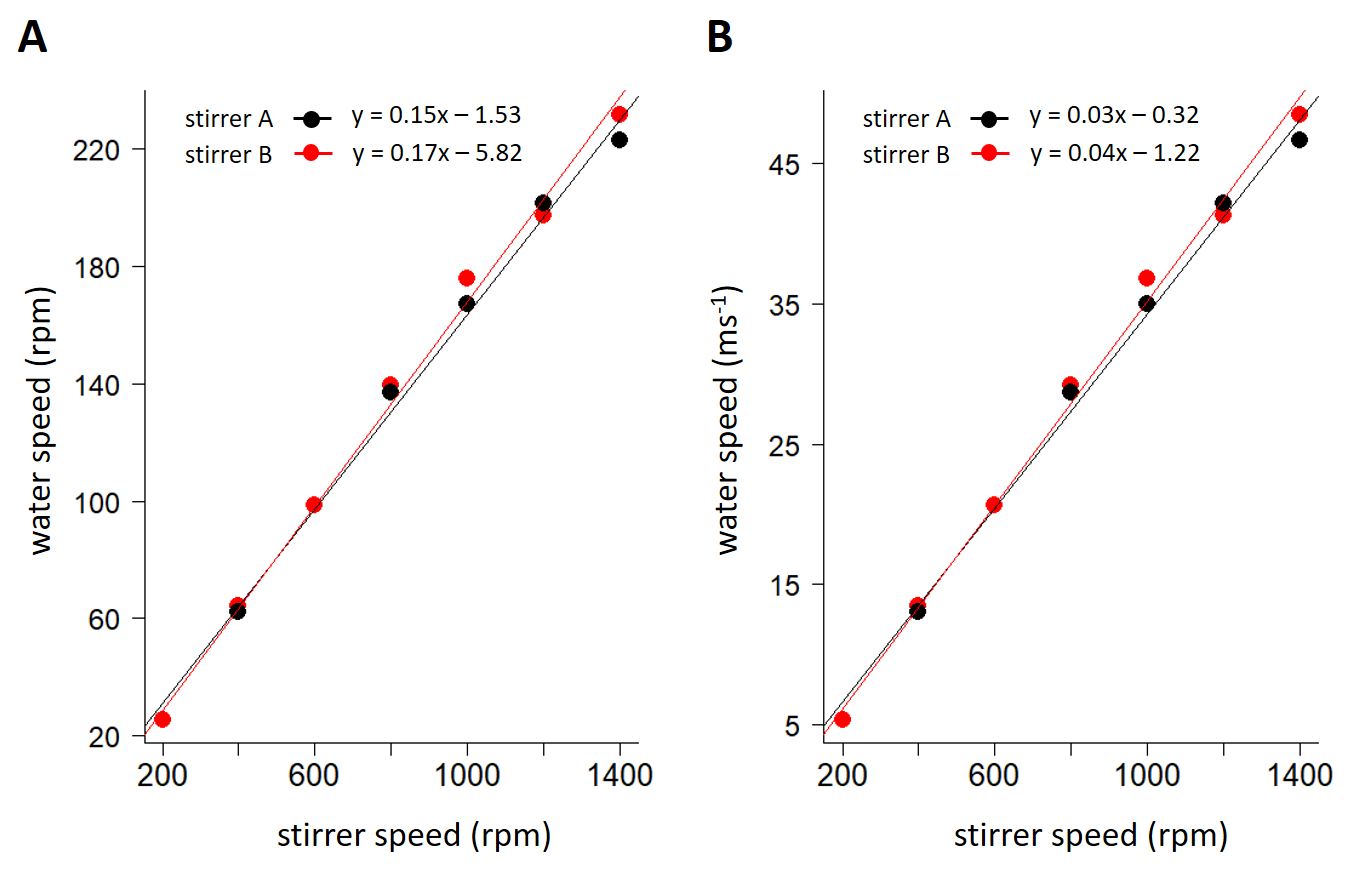 A
stirrer A y = 0.15x – 1.53
stirrer B y = 0.17x – 5.82
220
180
140
100
60
20
water speed (rpm)
200 600 1000 1400
stirrer speed (rpm)
B
stirrer A y = 0.03x – 0.32
stirrer B y = 0.04x – 1.22
45
35
25
15
5
water speed (ms⁻¹)
200 600 1000 1400
stirrer speed (rpm)